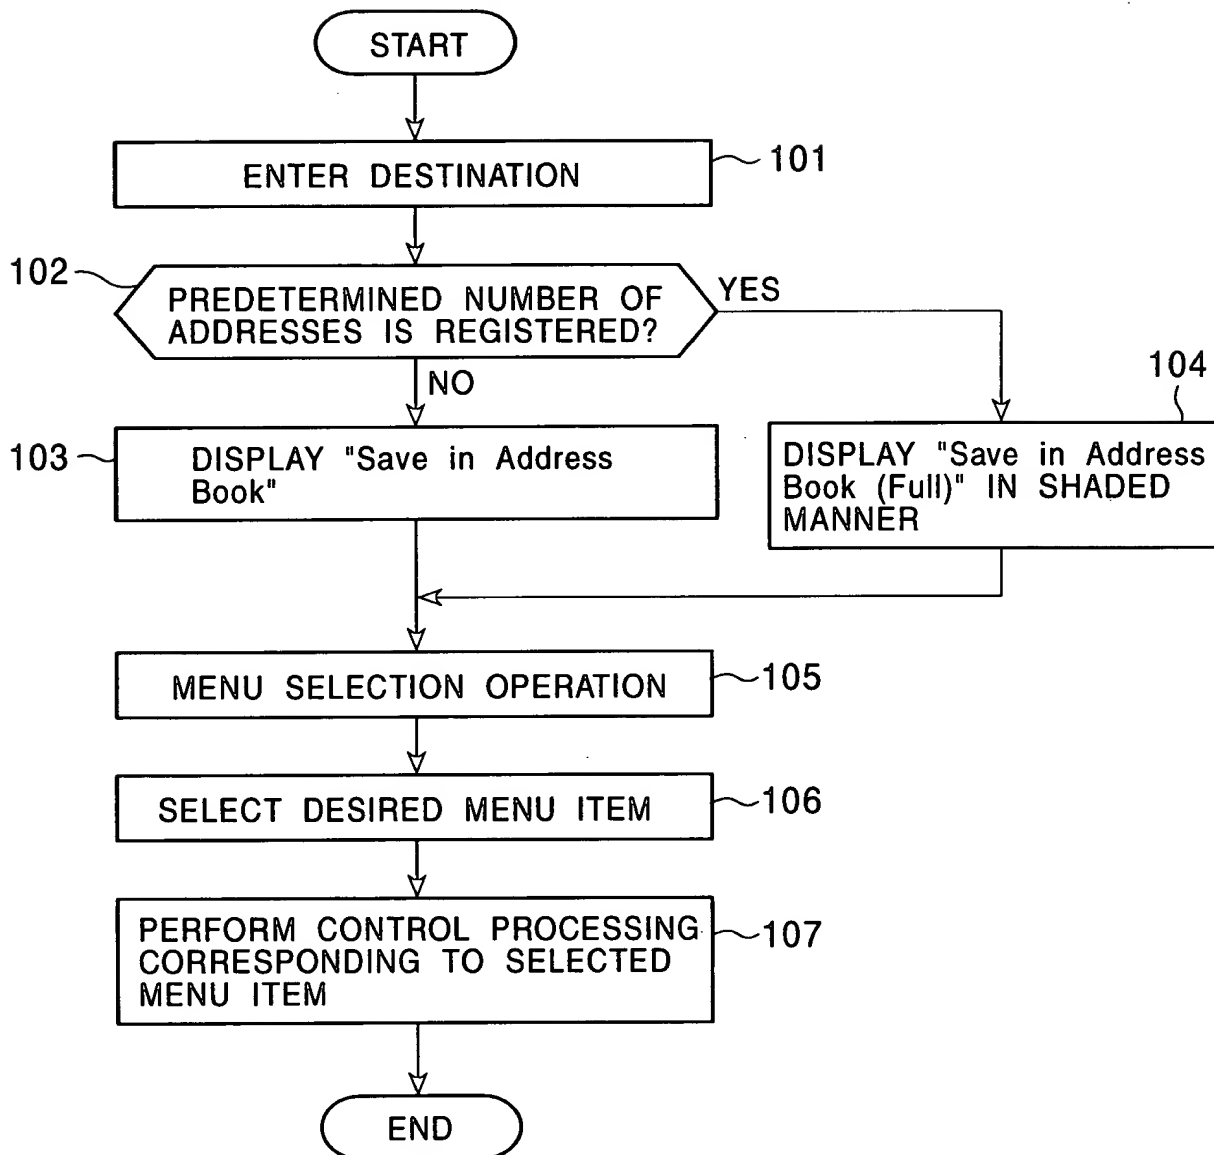 START
ENTER DESTINATION
101
102
PREDETERMINED NUMBER OF
ADDRESSES IS REGISTERED?
YES
NO
103
DISPLAY "Save in Address
Book"
104
DISPLAY "Save in Address
Book (Full)" IN SHADED
MANNER
MENU SELECTION OPERATION
105
SELECT DESIRED MENU ITEM
106
PERFORM CONTROL PROCESSING
CORRESPONDING TO SELECTED
MENU ITEM
107
END